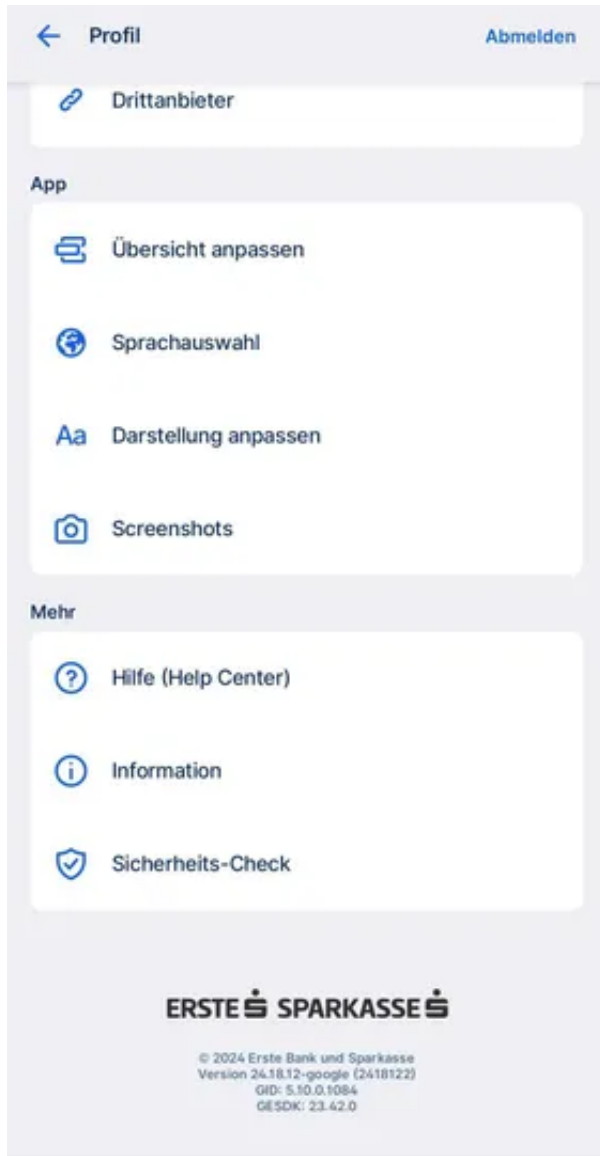 Profil
Abmelden
Drittanbieter
App
Übersicht anpassen
Sprachauswahl
Aa Darstellung anpassen
Screenshots
Mehr
Hilfe (Help Center)
Information
Sicherheits-Check
ERSTE SPARKASSE
© 2024 Erste Bank und Sparkasse
Version 24.18.12-google (2418122)
GID: 5.10.0.1084
GESDK: 23.42.0